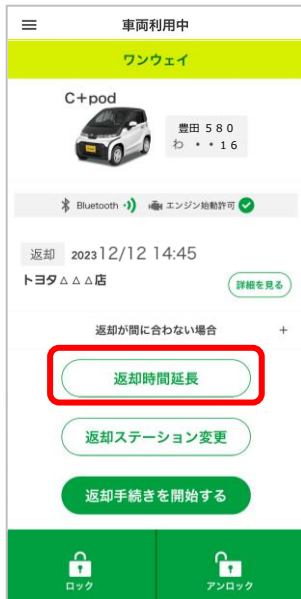 車両利用中
ワンウェイ
C+pod
豊田 580
わ ・・16
Bluetooth エンジン始動許可
返却 2023 12/12 14:45
トヨタ△△△店
詳細を見る
返却が間に合わない場合 +
返却時間延長
返却ステーション変更
返却手続きを開始する
ロック アンロック